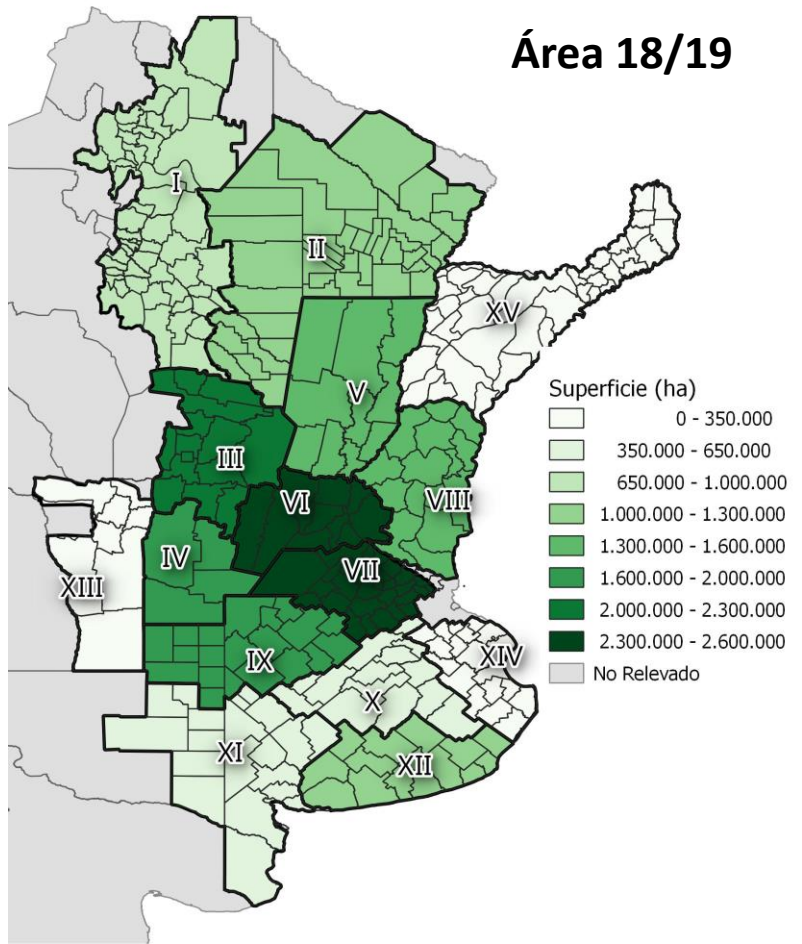 Área 18/19
I
II
XV
V
III
VI
VIII
IV
VII
XIII
IX
XIV
X
XI
XII
Superficie (ha)
0 - 350.000
350.000 - 650.000
650.000 - 1.000.000
1.000.000 - 1.300.000
1.300.000 - 1.600.000
1.600.000 - 2.000.000
2.000.000 - 2.300.000
2.300.000 - 2.600.000
No Relevado